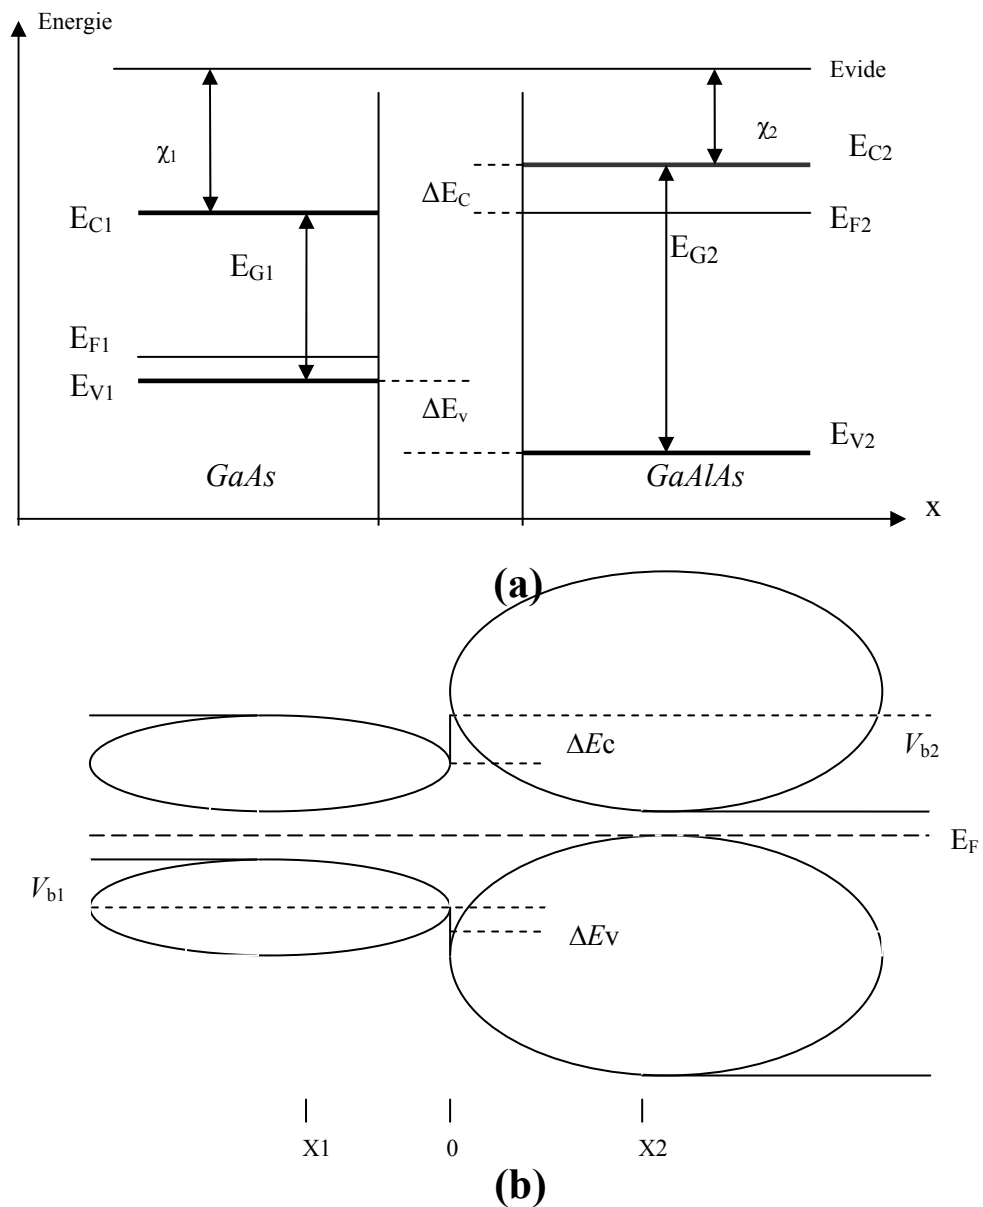 Energie
Evide
χ1
χ2
EC2
ΔEC
EC1
EF2
EG2
EG1
EF1
EV1
ΔEv
EV2
GaAs
GaAlAs
x
(a)
ΔEc
Vb2
EF
Vb1
ΔEv
X1
0
X2
(b)